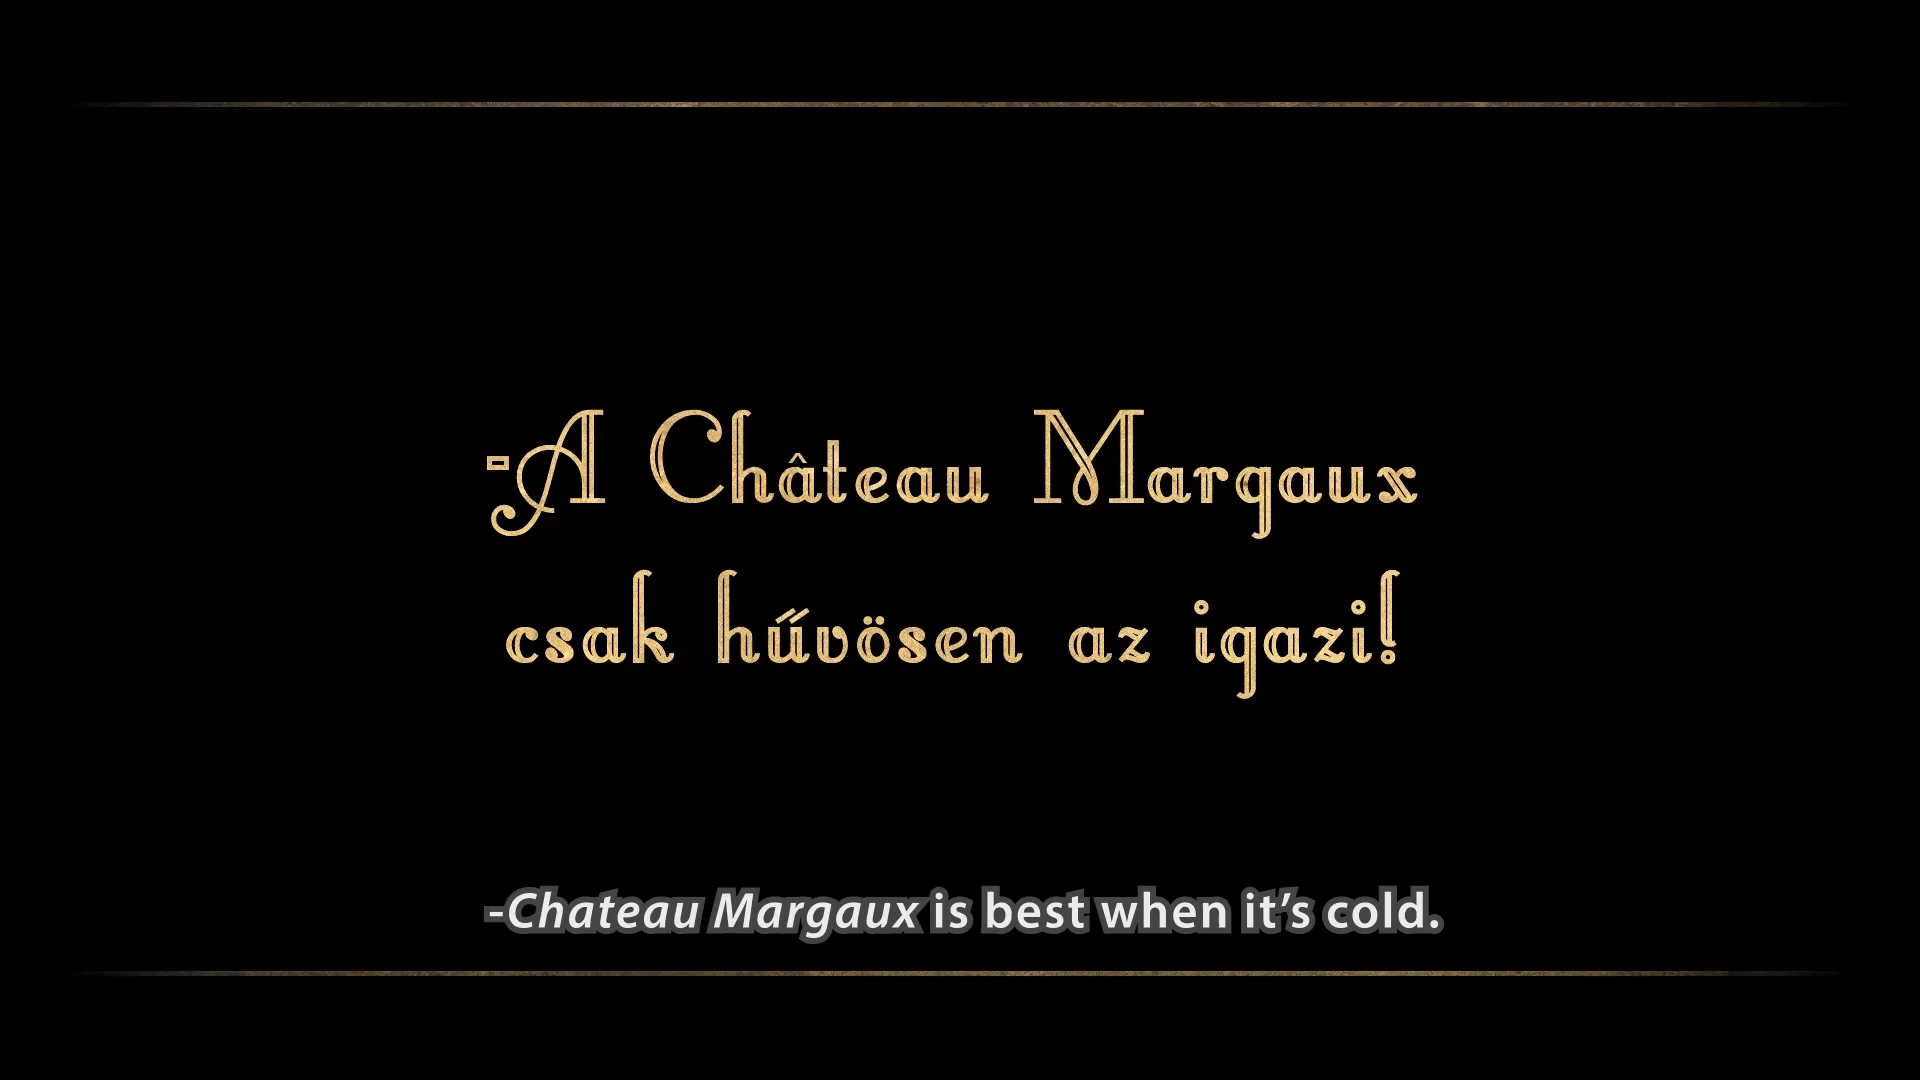 -A Château Margaux
csak hűvösen az igazi!
-Chateau Margaux is best when it’s cold.